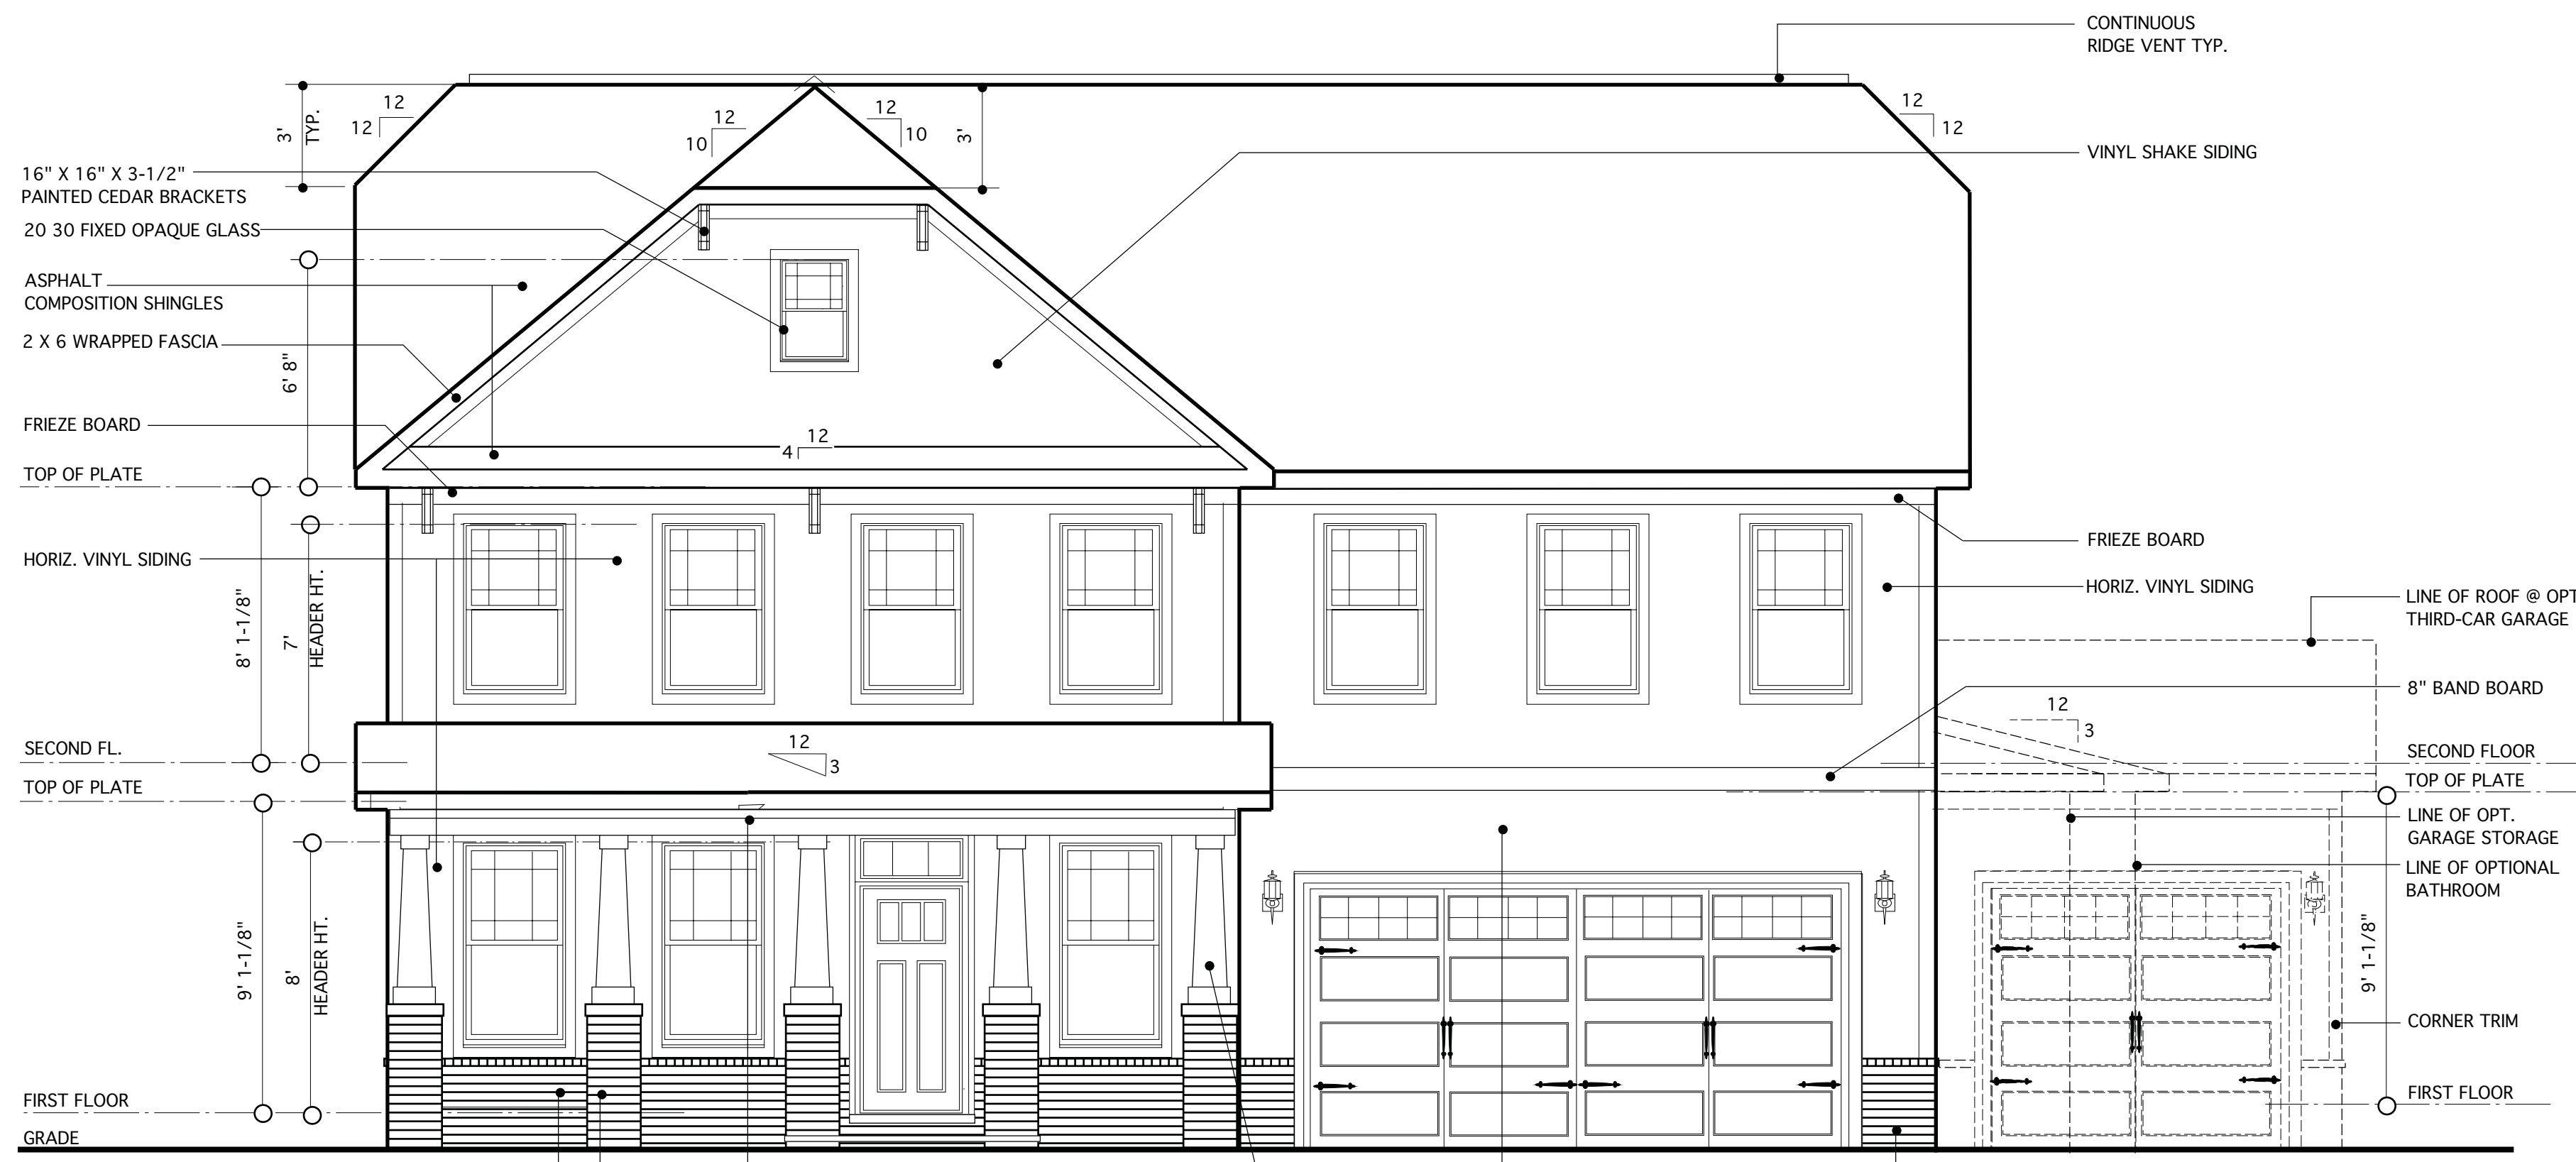 CONTINUOUS
RIDGE VENT TYP.
12
12
3'
TYP.
12
10
12
10
3'
12
12
VINYL SHAKE SIDING
16" X 16" X 3-1/2"
PAINTED CEDAR BRACKETS
20 30 FIXED OPAQUE GLASS
ASPHALT
COMPOSITION SHINGLES
2 X 6 WRAPPED FASCIA
6' 8"
FRIEZE BOARD
12
4
TOP OF PLATE
FRIEZE BOARD
HORIZ. VINYL SIDING
HORIZ. VINYL SIDING
8' 1-1/8"
7'
HEADER HT.
LINE OF ROOF @ OPT
THIRD-CAR GARAGE
8" BAND BOARD
12
3
12
3
SECOND FL.
SECOND FLOOR
TOP OF PLATE
TOP OF PLATE
LINE OF OPT.
GARAGE STORAGE
LINE OF OPTIONAL
BATHROOM
9' 1-1/8"
8'
HEADER HT.
9' 1-1/8"
CORNER TRIM
FIRST FLOOR
FIRST FLOOR
GRADE